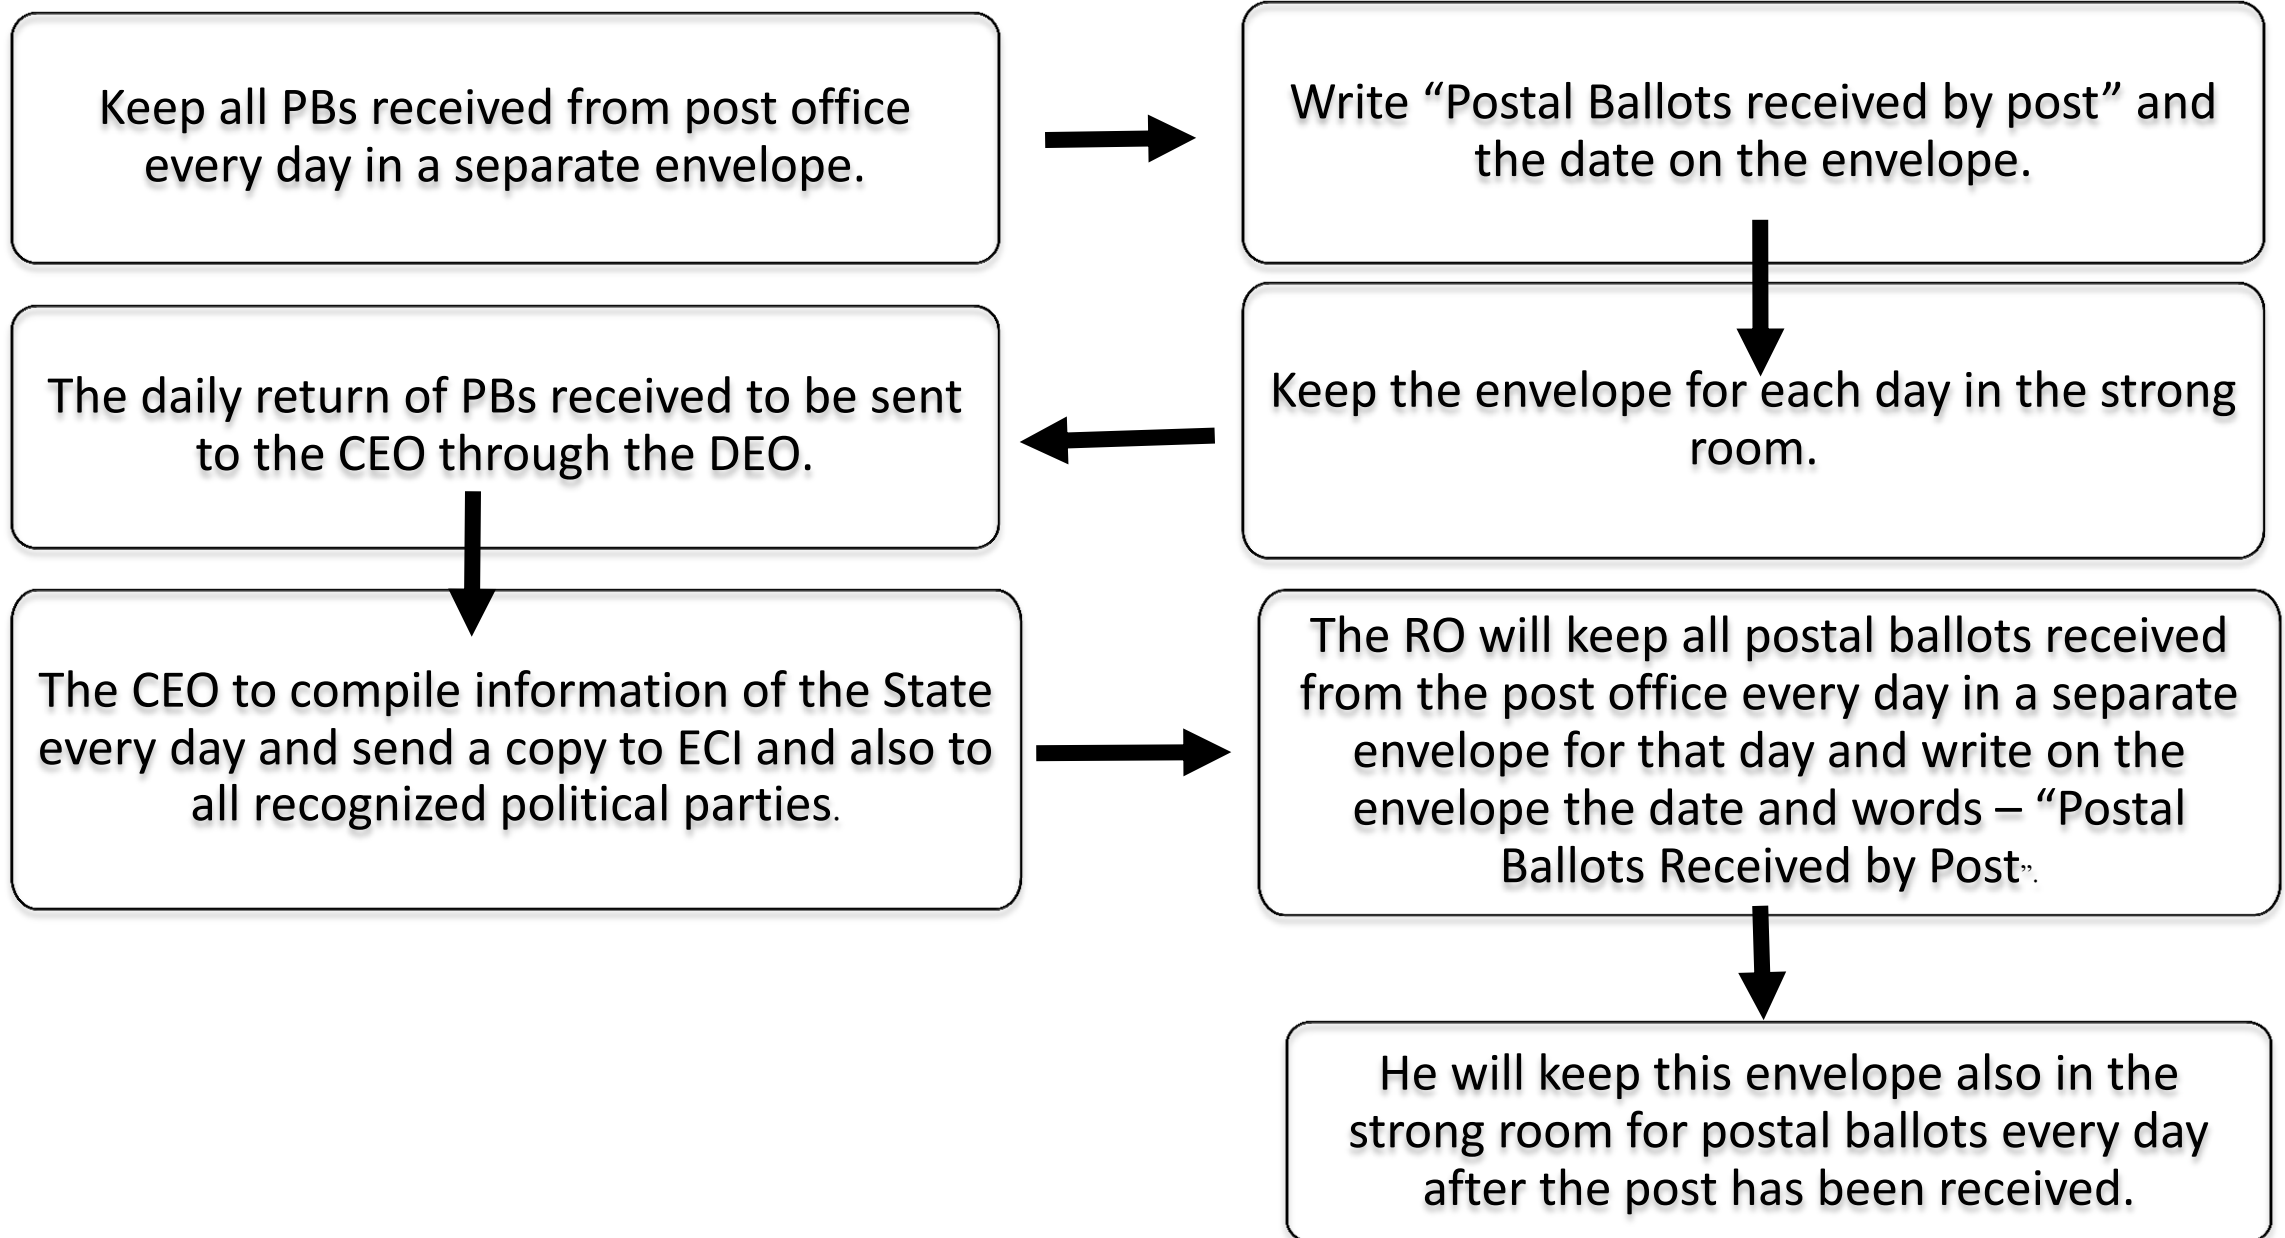 Keep all PBs received from post office
every day in a separate envelope.
Write “Postal Ballots received by post” and
the date on the envelope.
Keep the envelope for each day in the strong
room.
The daily return of PBs received to be sent
to the CEO through the DEO.
The CEO to compile information of the State
every day and send a copy to ECI and also to
all recognized political parties.
The RO will keep all postal ballots received
from the post office every day in a separate
envelope for that day and write on the
envelope the date and words – “Postal
Ballots Received by Post”.
He will keep this envelope also in the
strong room for postal ballots every day
after the post has been received.